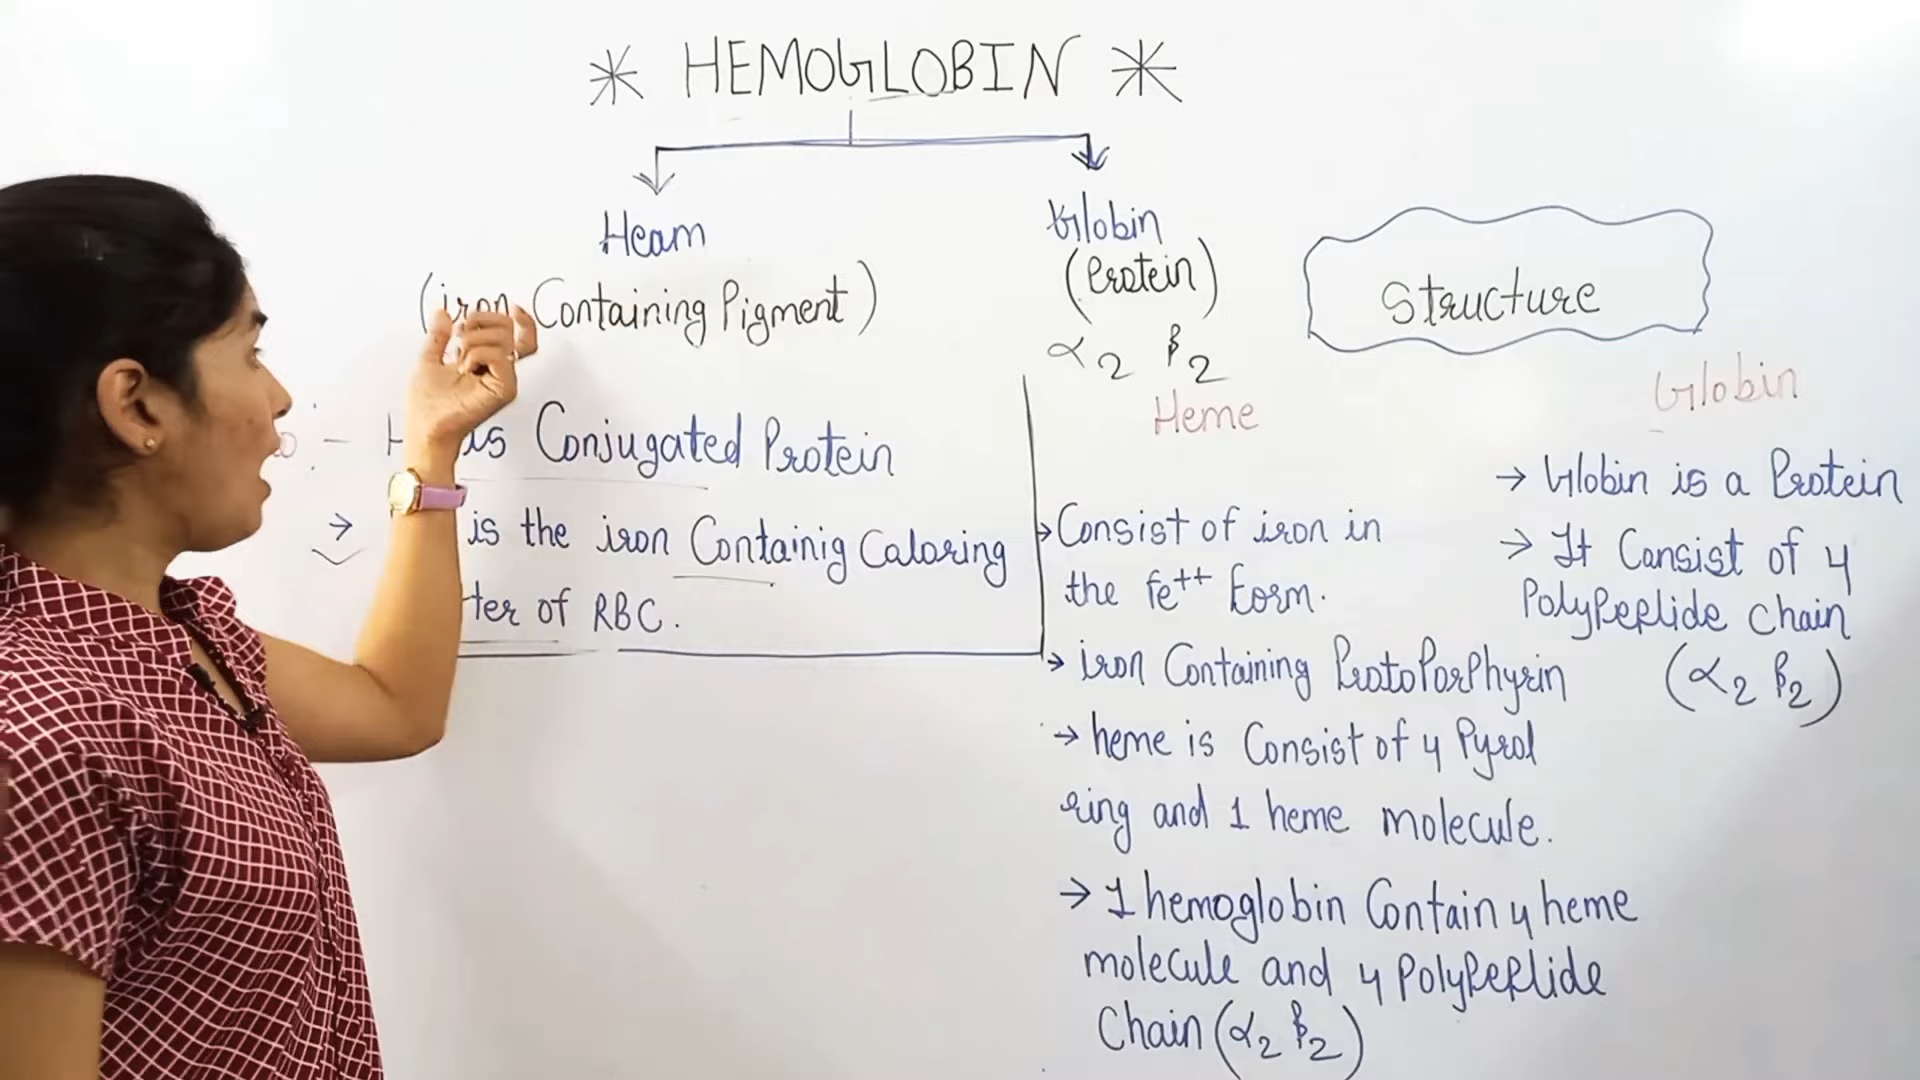 * HEMOGLOBIN *
Heam
(iron Containing Pigment)
Globin
(Protein)
α2 β2
Structure
is Conjugated Protein
→ is the iron Containig Caloring
ter of RBC.
Heme
→ Consist of iron in
the Fe++ form.
→ iron Containing ProtoPorPhyrin
→ heme is Consist of 4 Pyrol
ring and 1 heme molecule.
→ 1 hemoglobin Contain 4 heme
molecule and 4 PolyPeptide
Chain (α2 β2)
Globin
→ Globin is a Protein
→ It Consist of 4
PolyPeptide Chain
(α2 β2)